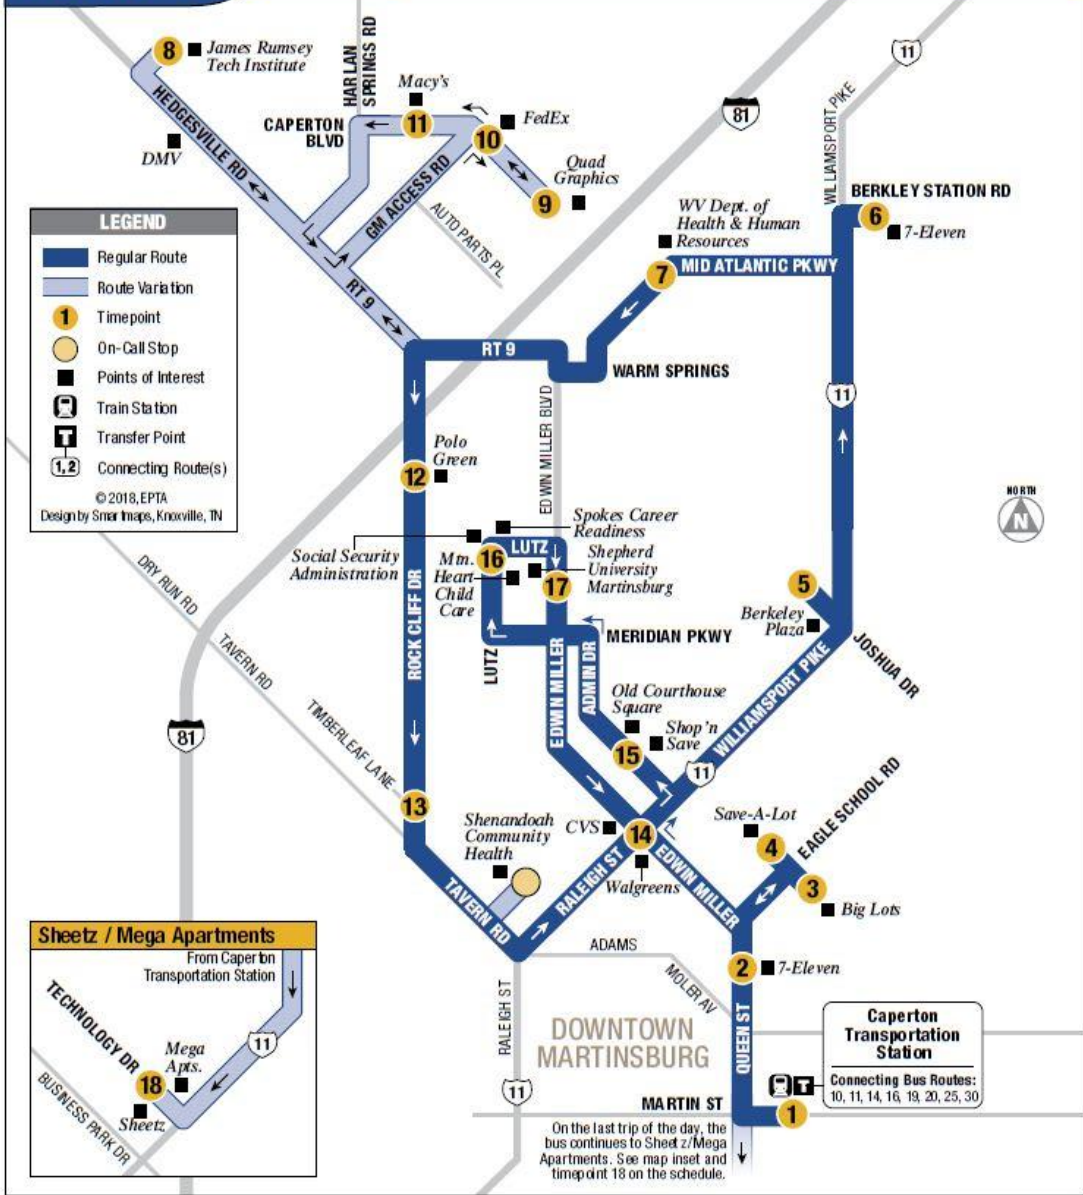 11
8
James Rumsey
Tech Institute
HARLAN
SPRINGS RD
Macy's
81
WILLIAMSPORT PIKE
HEDGESVILLE RD
CAPERTON
BLVD
11
10
FedEx
DMV
Quad
Graphics
9
GM ACCESS RD
AUTO PARTS PL
BERKLEY STATION RD
6
7-Eleven
WV Dept. of
Health & Human
Resources
7
MID ATLANTIC PKWY
LEGEND
Regular Route
Route Variation
1 Timepoint
On-Call Stop
Points of Interest
Train Station
T Transfer Point
1, 2 Connecting Route(s)
© 2018, EPTA
Design by Smartmaps, Knoxville, TN
RT 9
RT 9
WARM SPRINGS
11
EDWIN MILLER BLVD
Polo
Green
12
NORTH
N
Spokes Career
Readiness
Social Security
Administration
LUTZ
16
Mtn.
Heart
Child
Care
Shepherd
University
Martinsburg
17
DRY RUN RD
ROCK CLIFF DR
5
Berkeley
Plaza
MERIDIAN PKWY
LUTZ
EDWIN MILLER
ADMIN DR
JOSHUA DR
TAVERN RD
WILLIAMSPORT PIKE
Old Courthouse
Square
Shop'n
Save
15
81
TIMBERLEAF LANE
11
13
EAGLE SCHOOL RD
Shenandoah
Community
Health
CVS
14
Save-A-Lot
4
Walgreens
EDWIN MILLER
3
Big Lots
TAVERN RD
RALEIGH ST
Sheetz / Mega Apartments
From Caperton
Transportation Station
TECHNOLOGY DR
11
Mega
Apts.
18
Sheetz
BUSINESS PARK DR
ADAMS
MOLER AV
2
7-Eleven
RALEIGH ST
DOWNTOWN
MARTINSBURG
QUEEN ST
11
Caperton
Transportation
Station
Connecting Bus Routes:
10, 11, 14, 16, 19, 20, 25, 30
T
MARTIN ST
1
On the last trip of the day, the
bus continues to Sheetz/Mega
Apartments. See map inset and
timepoint 18 on the schedule.